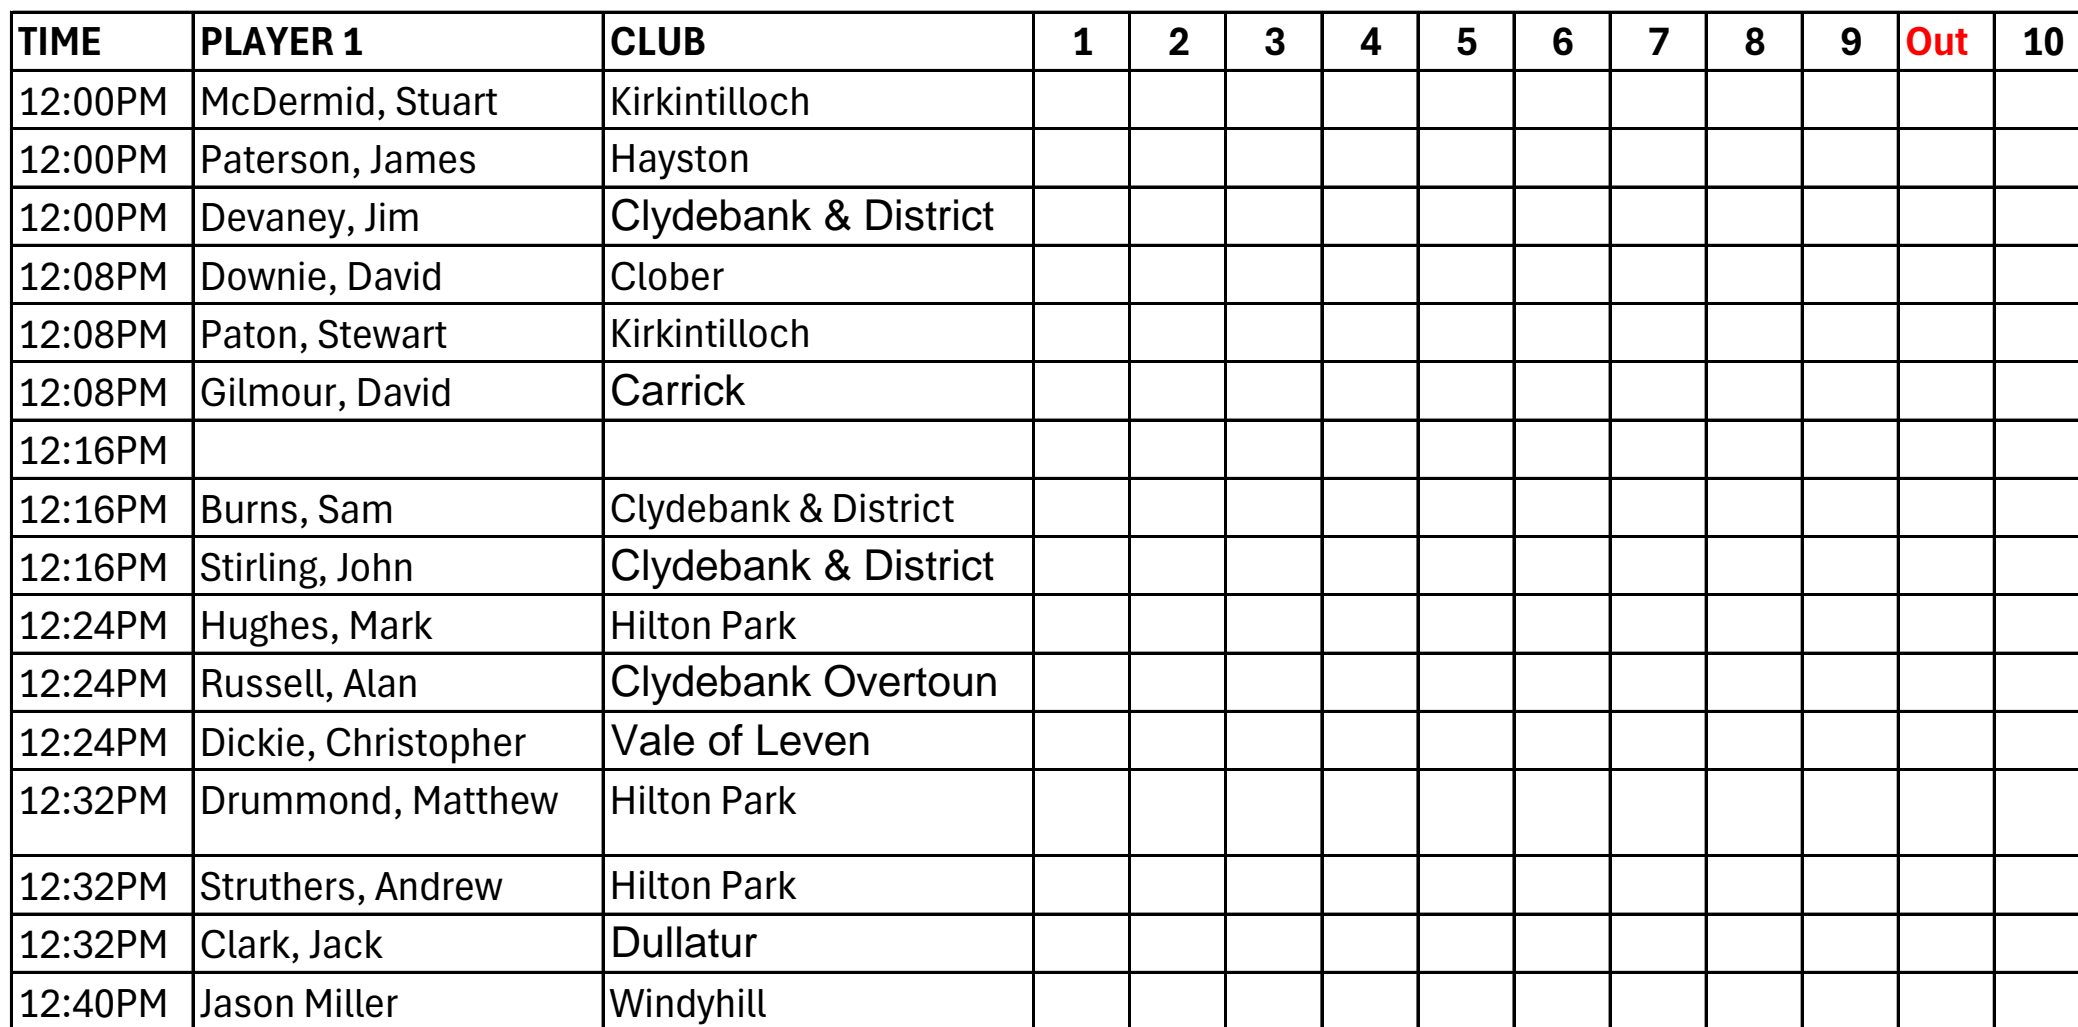 TIME PLAYER 1 CLUB 1 2 3 4 5 6 7 8 9 Out 10
12:00PM McDermid, Stuart Kirkintilloch
12:00PM Paterson, James Hayston
12:00PM Devaney, Jim Clydebank & District
12:08PM Downie, David Clober
12:08PM Paton, Stewart Kirkintilloch
12:08PM Gilmour, David Carrick
12:16PM
12:16PM Burns, Sam Clydebank & District
12:16PM Stirling, John Clydebank & District
12:24PM Hughes, Mark Hilton Park
12:24PM Russell, Alan Clydebank Overtoun
12:24PM Dickie, Christopher Vale of Leven
12:32PM Drummond, Matthew Hilton Park
12:32PM Struthers, Andrew Hilton Park
12:32PM Clark, Jack Dullatur
12:40PM Jason Miller Windyhill